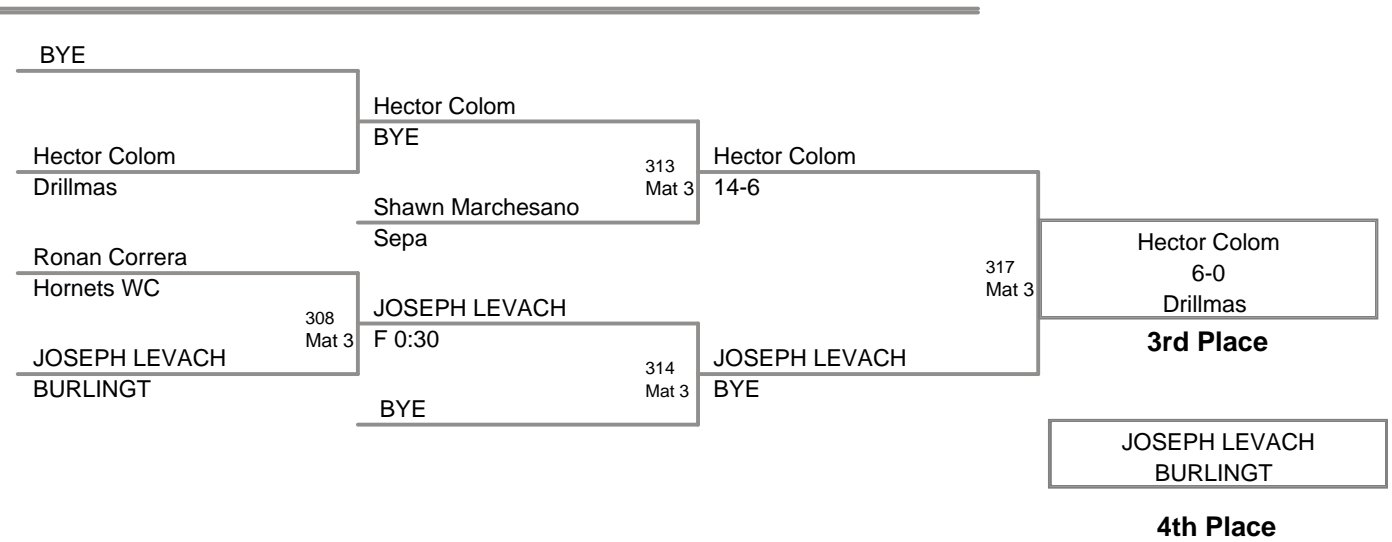 BYE
Hector Colom
Drillmas
Ronan Correra
Hornets WC
308
Mat 3
JOSEPH LEVACH
BURLINGT
Hector Colom
BYE
313
Mat 3
Shawn Marchesano
Sepa
JOSEPH LEVACH
F 0:30
314
Mat 3
BYE
Hector Colom
14-6
317
Mat 3
JOSEPH LEVACH
BYE
Hector Colom
6-0
Drillmas
3rd Place
JOSEPH LEVACH
BURLINGT
4th Place